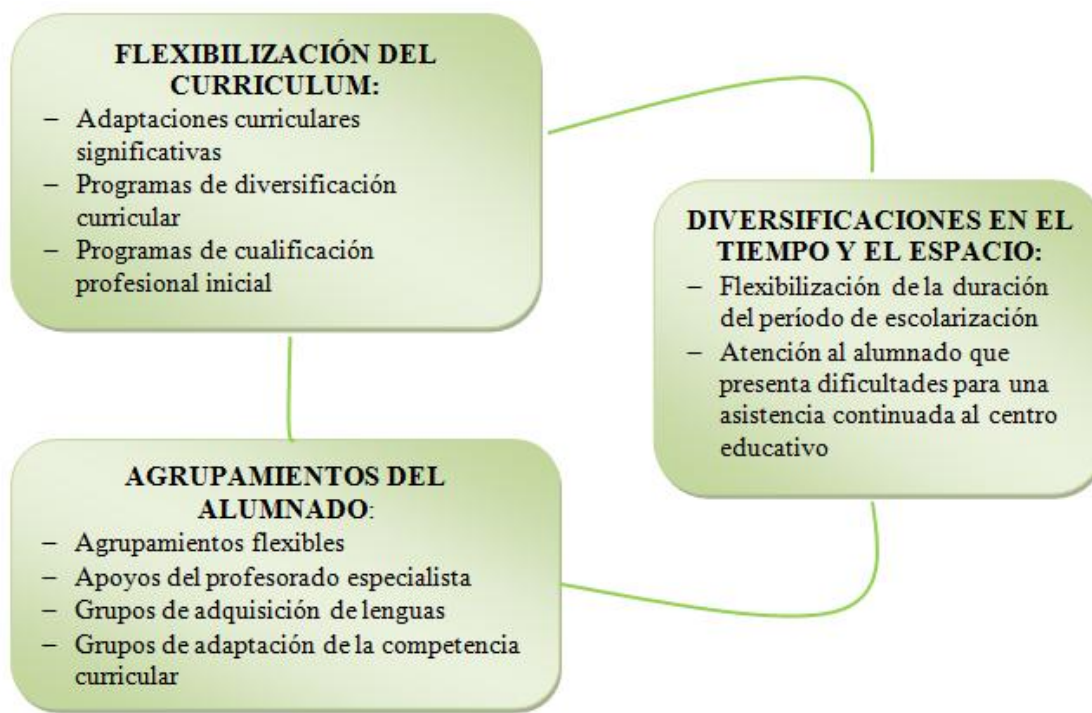 FLEXIBILIZACIÓN DEL
CURRICULUM:
– Adaptaciones curriculares
significativas
– Programas de diversificación
curricular
– Programas de cualificación
profesional inicial
DIVERSIFICACIONES EN EL
TIEMPO Y EL ESPACIO:
– Flexibilización de la duración
del período de escolarización
– Atención al alumnado que
presenta dificultades para una
asistencia continuada al centro
educativo
AGRUPAMIENTOS DEL
ALUMNADO:
– Agrupamientos flexibles
– Apoyos del profesorado especialista
– Grupos de adquisición de lenguas
– Grupos de adaptación de la competencia
curricular